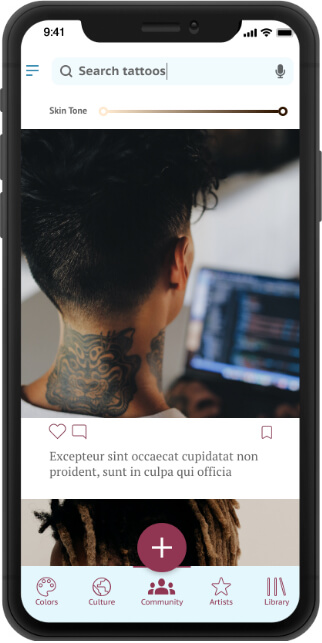 9:41
Search tattoos
Skin Tone
Excepteur sint occaecat cupidatat non
proident, sunt in culpa qui officia
Colors
Culture
Community
Artists
Library